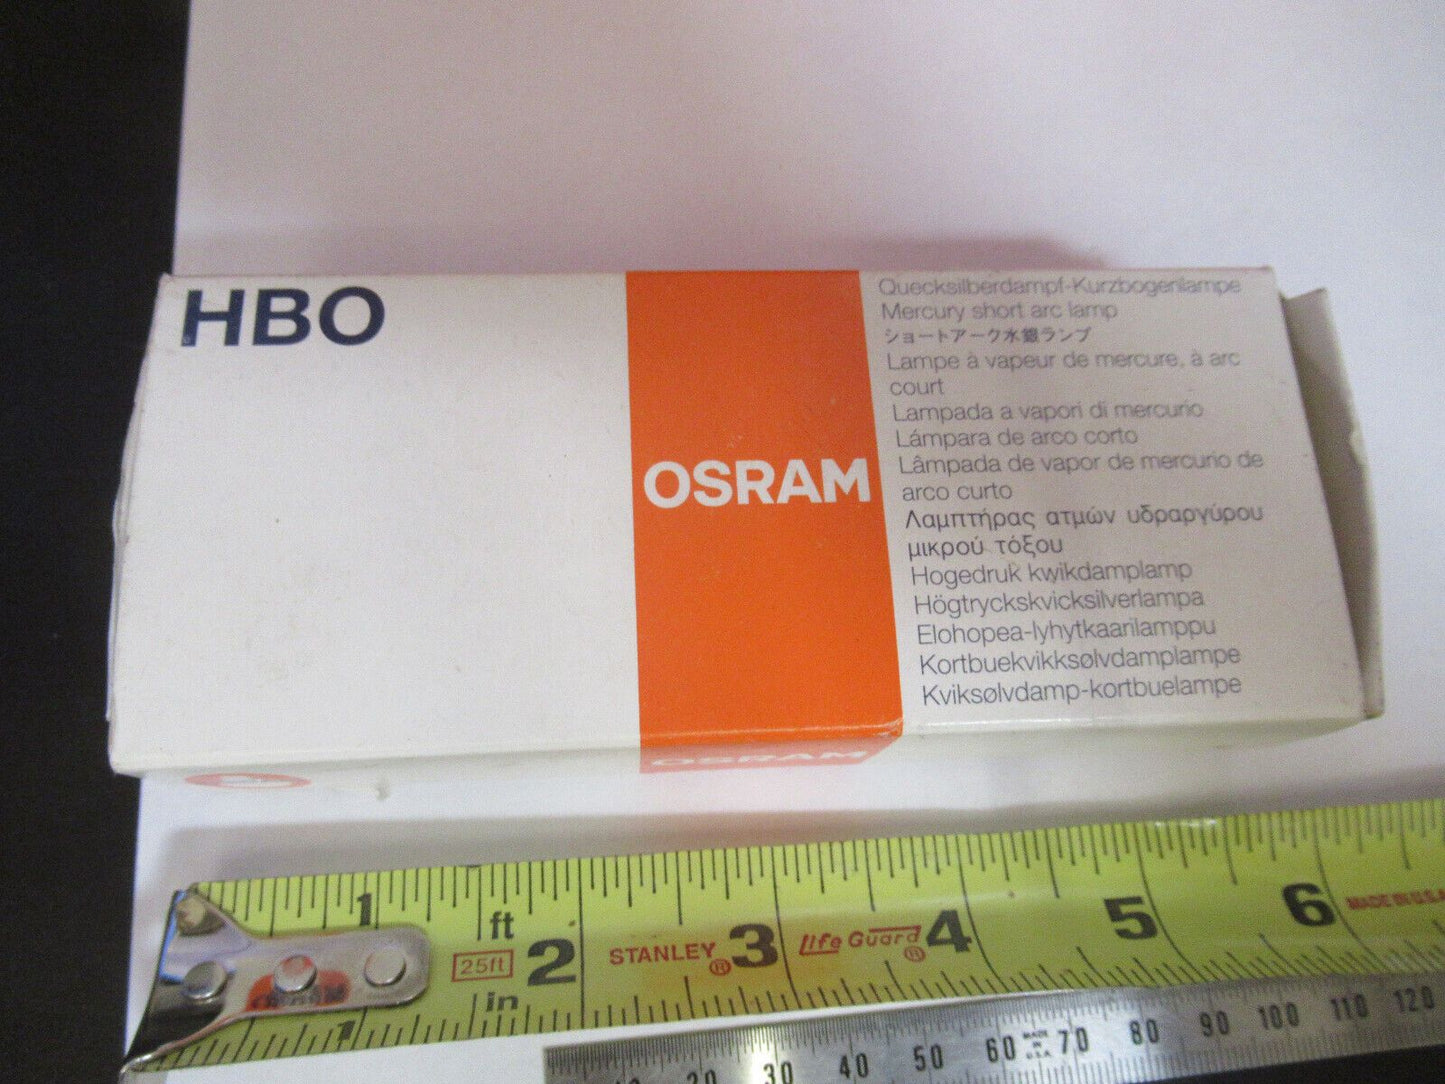 HBO
OSRAM
Quecksilberdampf-Kurzbogenlampe
Mercury short arc lamp
ショートアーク水銀ランプ
Lampe à vapeur de mercure, à arc
court
Lampada a vapori di mercurio
Lámpara de arco corto
Lâmpada de vapor de mercurio de
arco curto
Λαμπτήρας ατμών υδραργύρου
μικρού τόξου
Hogedruk kwikdamplamp
Högtryckskvicksilverlampa
Elohopea-lyhytkaarilamppu
Kortbuekvikksølvdamplampe
Kviksølvdamp-kortbuelampe
OSRAM
1 ft 2 3 4 5 6
25ft STANLEY® Life Guard® MADE IN U.S.A.
in
1
20 30 40 50 60 MADE IN U.S.A. 70 80 90 100 110 120